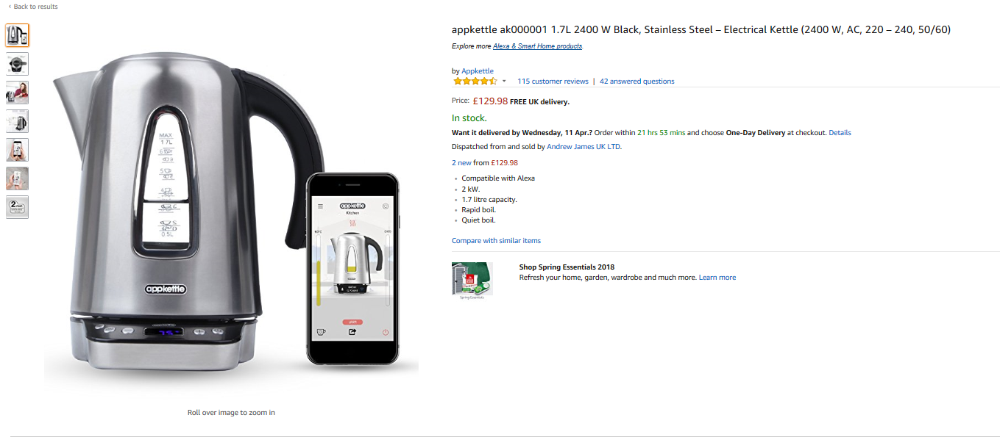 ‹ Back to results
appkettle ak000001 1.7L 2400 W Black, Stainless Steel – Electrical Kettle (2400 W, AC, 220 – 240, 50/60)
Explore more Alexa & Smart Home products.
by Appkettle
115 customer reviews | 42 answered questions
Price: £129.98 FREE UK delivery.
In stock.
Want it delivered by Wednesday, 11 Apr.? Order within 21 hrs 53 mins and choose One-Day Delivery at checkout. Details
Dispatched from and sold by Andrew James UK LTD.
2 new from £129.98
Compatible with Alexa
2 kW.
1.7 litre capacity.
Rapid boil.
Quiet boil.
Compare with similar items
Shop Spring Essentials 2018
Refresh your home, garden, wardrobe and much more. Learn more
Spring Essentials
MAX
1.7L
0.5L
appkettle
75°
appkettle
Kitchen
2 YEAR
Roll over image to zoom in